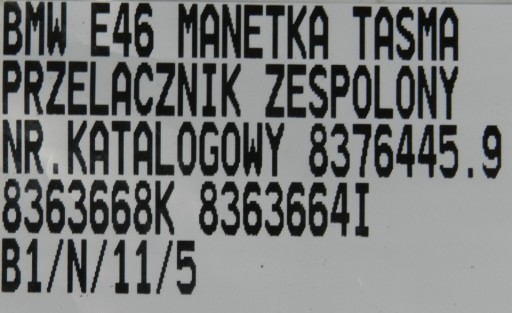 BMW E46 MANETKA TASMA
PRZELACZNIK ZESPOLONY
NR.KATALOGOWY 8376445.9
8363668K 8363664I
B1/N/11/5